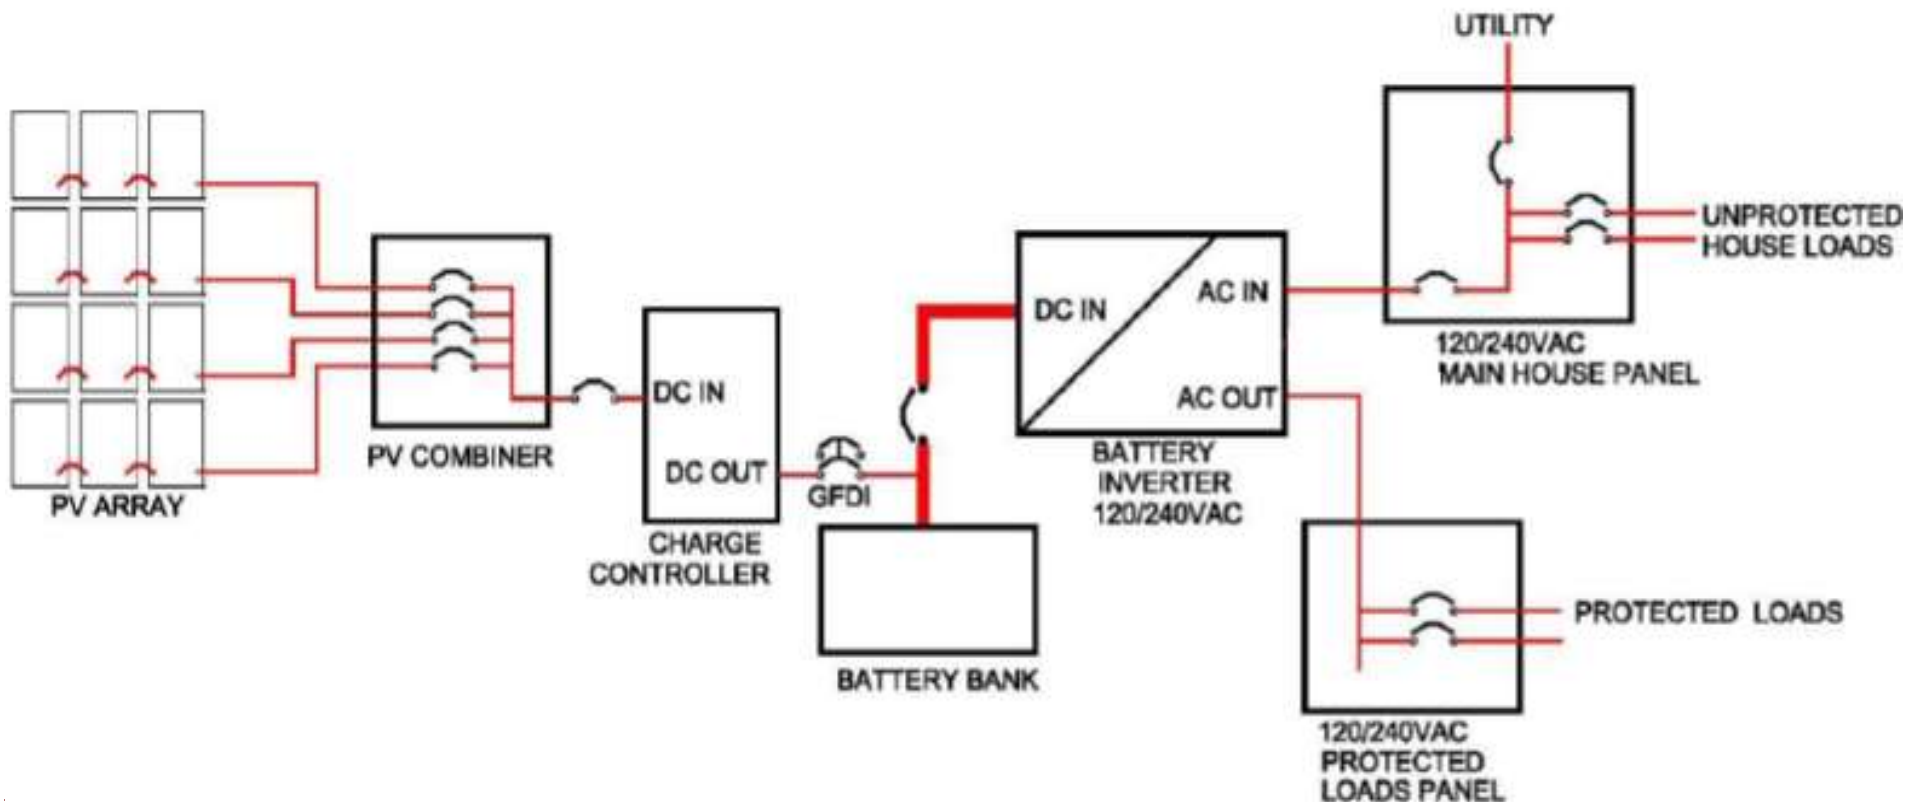 UTILITY
UNPROTECTED
HOUSE LOADS
DC IN
AC IN
120/240VAC
MAIN HOUSE PANEL
DC IN
AC OUT
PV COMBINER
BATTERY
INVERTER
120/240VAC
DC OUT
GFDI
PV ARRAY
CHARGE
CONTROLLER
PROTECTED LOADS
BATTERY BANK
120/240VAC
PROTECTED
LOADS PANEL